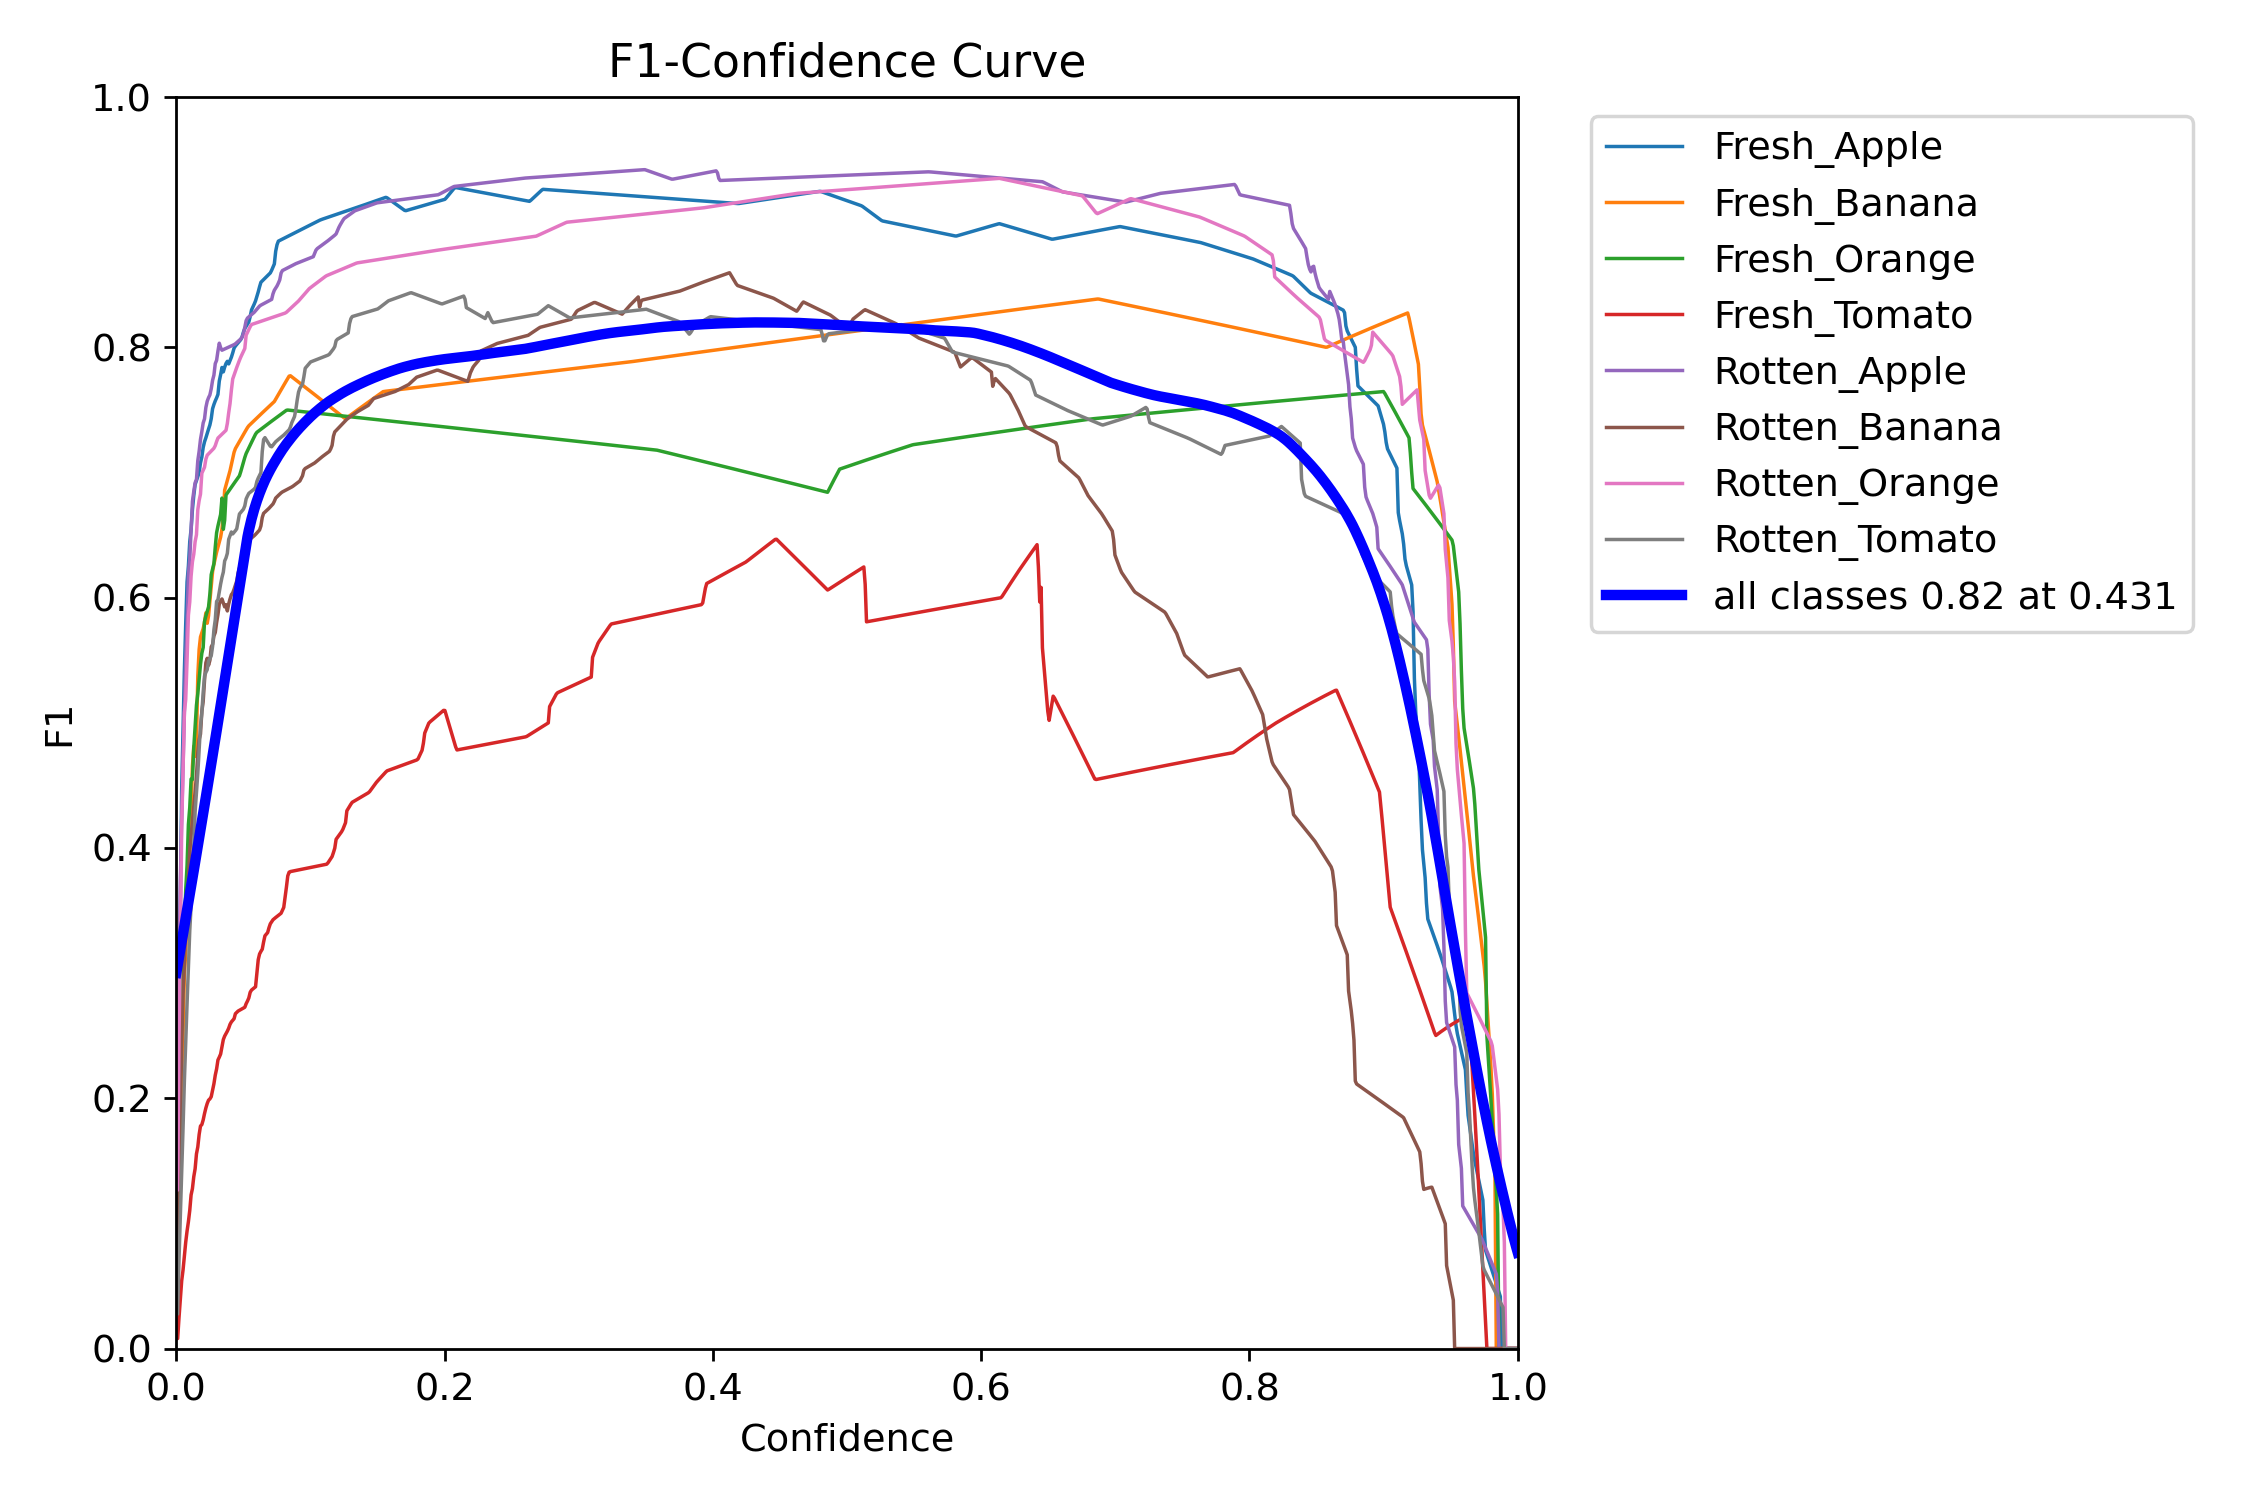 F1-Confidence Curve
1.0
0.8
0.6
0.4
0.2
0.0
F1
0.0 0.2 0.4 0.6 0.8 1.0
Confidence
Fresh_Apple
Fresh_Banana
Fresh_Orange
Fresh_Tomato
Rotten_Apple
Rotten_Banana
Rotten_Orange
Rotten_Tomato
all classes 0.82 at 0.431